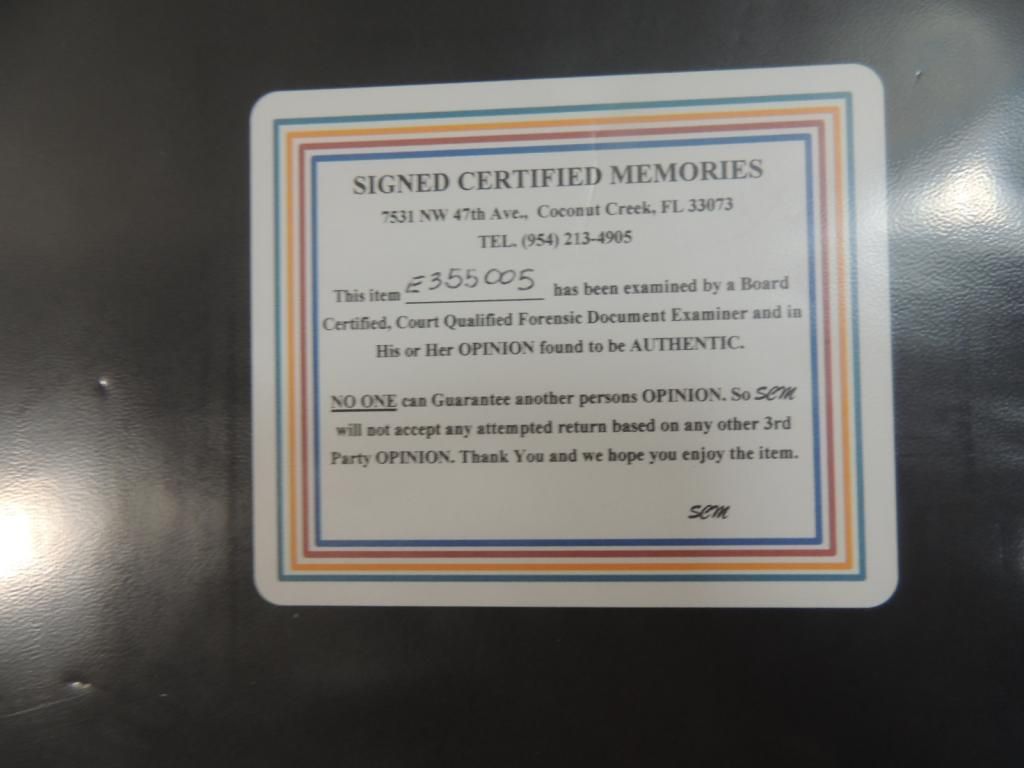 SIGNED CERTIFIED MEMORIES
7531 NW 47th Ave., Coconut Creek, FL 33073
TEL. (954) 213-4905
This item E355005 has been examined by a Board
Certified, Court Qualified Forensic Document Examiner and in
His or Her OPINION found to be AUTHENTIC.
NO ONE can Guarantee another persons OPINION. So SCM
will not accept any attempted return based on any other 3rd
Party OPINION. Thank You and we hope you enjoy the item.
SCM